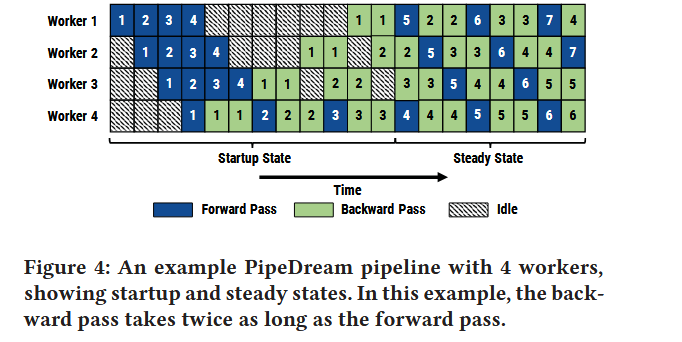 Worker 1 1 2 3 4 1 1 5 2 2 6 3 3 7 4
Worker 2 1 2 3 4 1 1 2 2 5 3 3 6 4 4 7
Worker 3 1 2 3 4 1 1 2 2 3 3 5 4 4 6 5 5
Worker 4 1 1 1 2 2 2 3 3 3 4 4 4 5 5 5 6 6
Startup State Steady State
Time
Forward Pass Backward Pass Idle
Figure 4: An example PipeDream pipeline with 4 workers,
showing startup and steady states. In this example, the back-
ward pass takes twice as long as the forward pass.